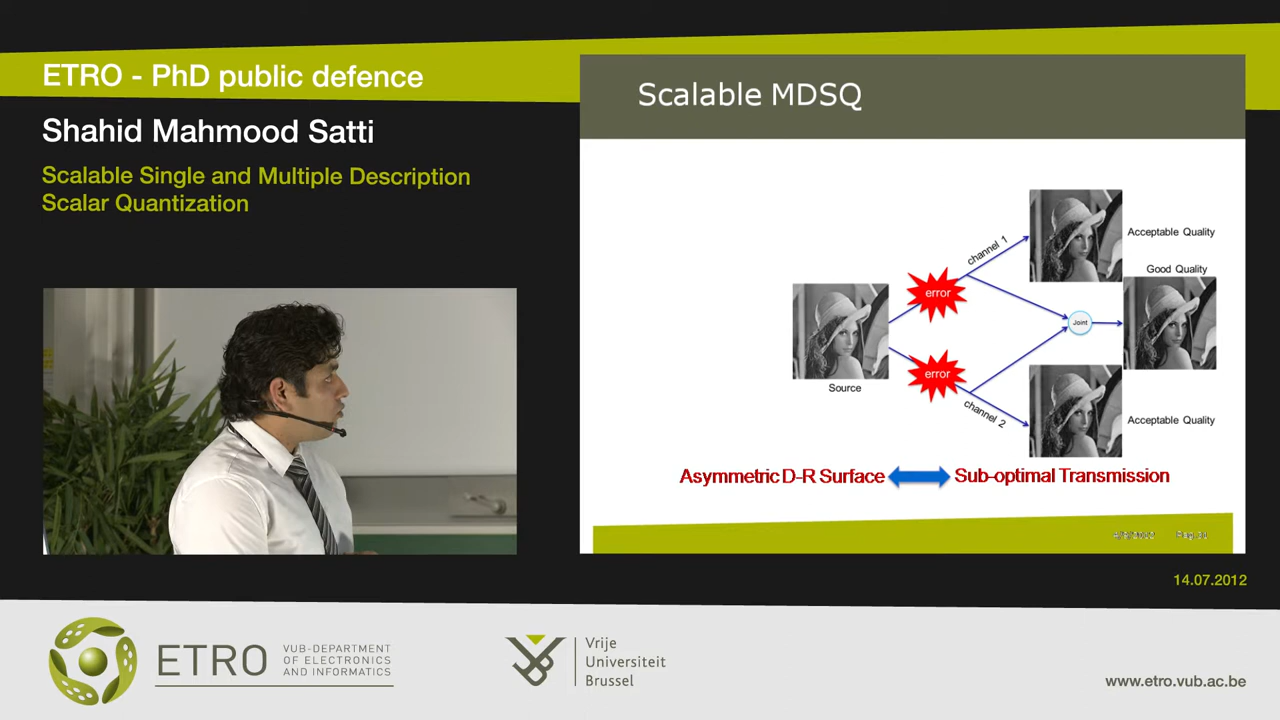 ETRO - PhD public defence
Shahid Mahmood Satti
Scalable Single and Multiple Description
Scalar Quantization
Scalable MDSQ
channel 1
Acceptable Quality
Good Quality
error
Joint
error
Source
channel 2
Acceptable Quality
Asymmetric D-R Surface
Sub-optimal Transmission
14.07.2012
ETRO
VUB-DEPARTMENT
OF ELECTRONICS
AND INFORMATICS
Vrije
Universiteit
Brussel
www.etro.vub.ac.be